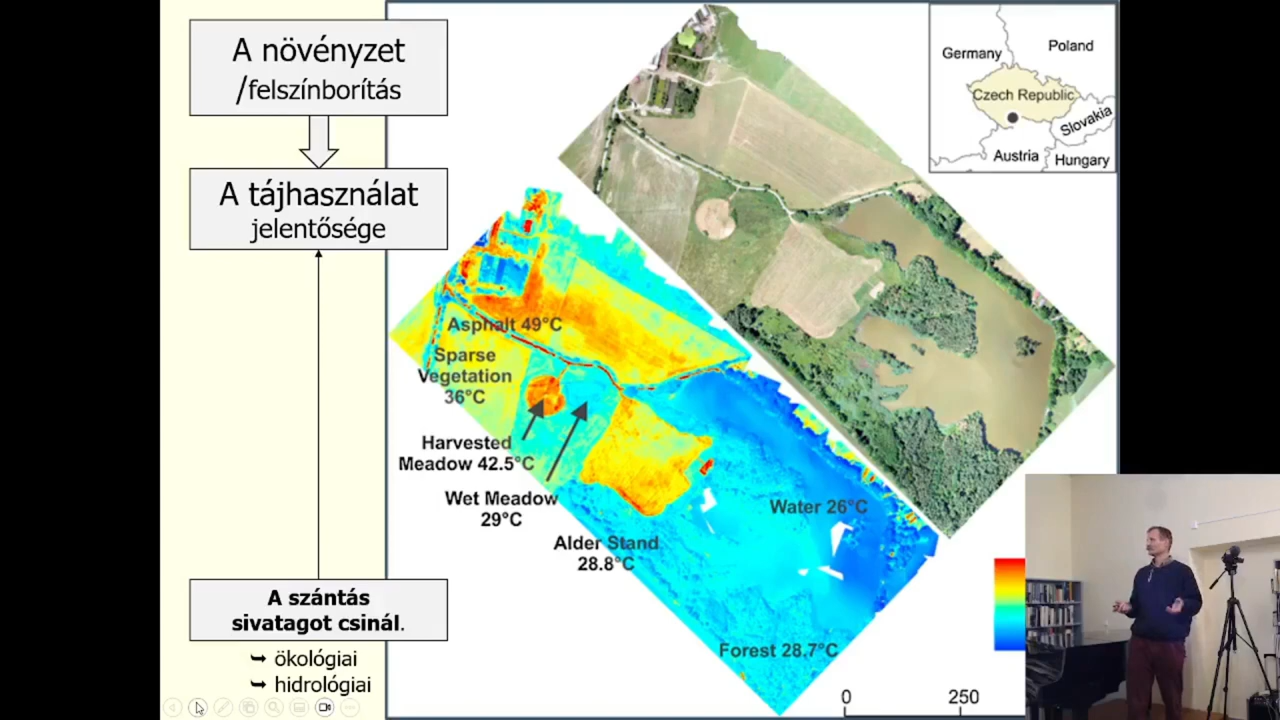 A növényzet
/felszínborítás
A tájhasználat
jelentősége
A szántás
sivatagot csinál.
➥ ökológiai
➥ hidrológiai
Germany
Poland
Czech Republic
Slovakia
Austria
Hungary
Asphalt 49°C
Sparse
Vegetation
36°C
Harvested
Meadow 42.5°C
Wet Meadow
29°C
Alder Stand
28.8°C
Water 26°C
Forest 28.7°C
0
250